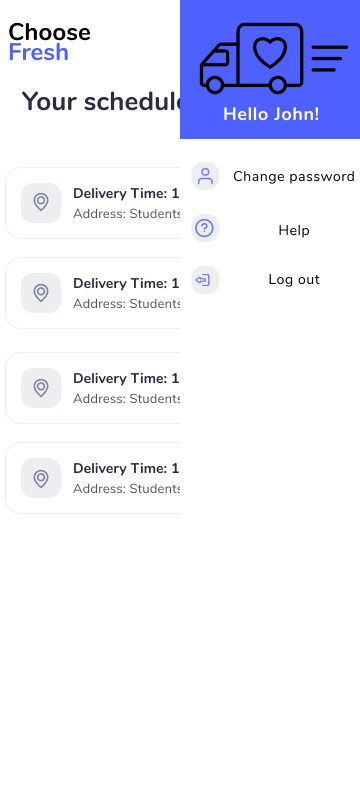 Choose
Fresh
Your schedule
Delivery Time: 1
Address: Students
Delivery Time: 1
Address: Students
Delivery Time: 1
Address: Students
Delivery Time: 1
Address: Students
Hello John!
Change password
Help
Log out